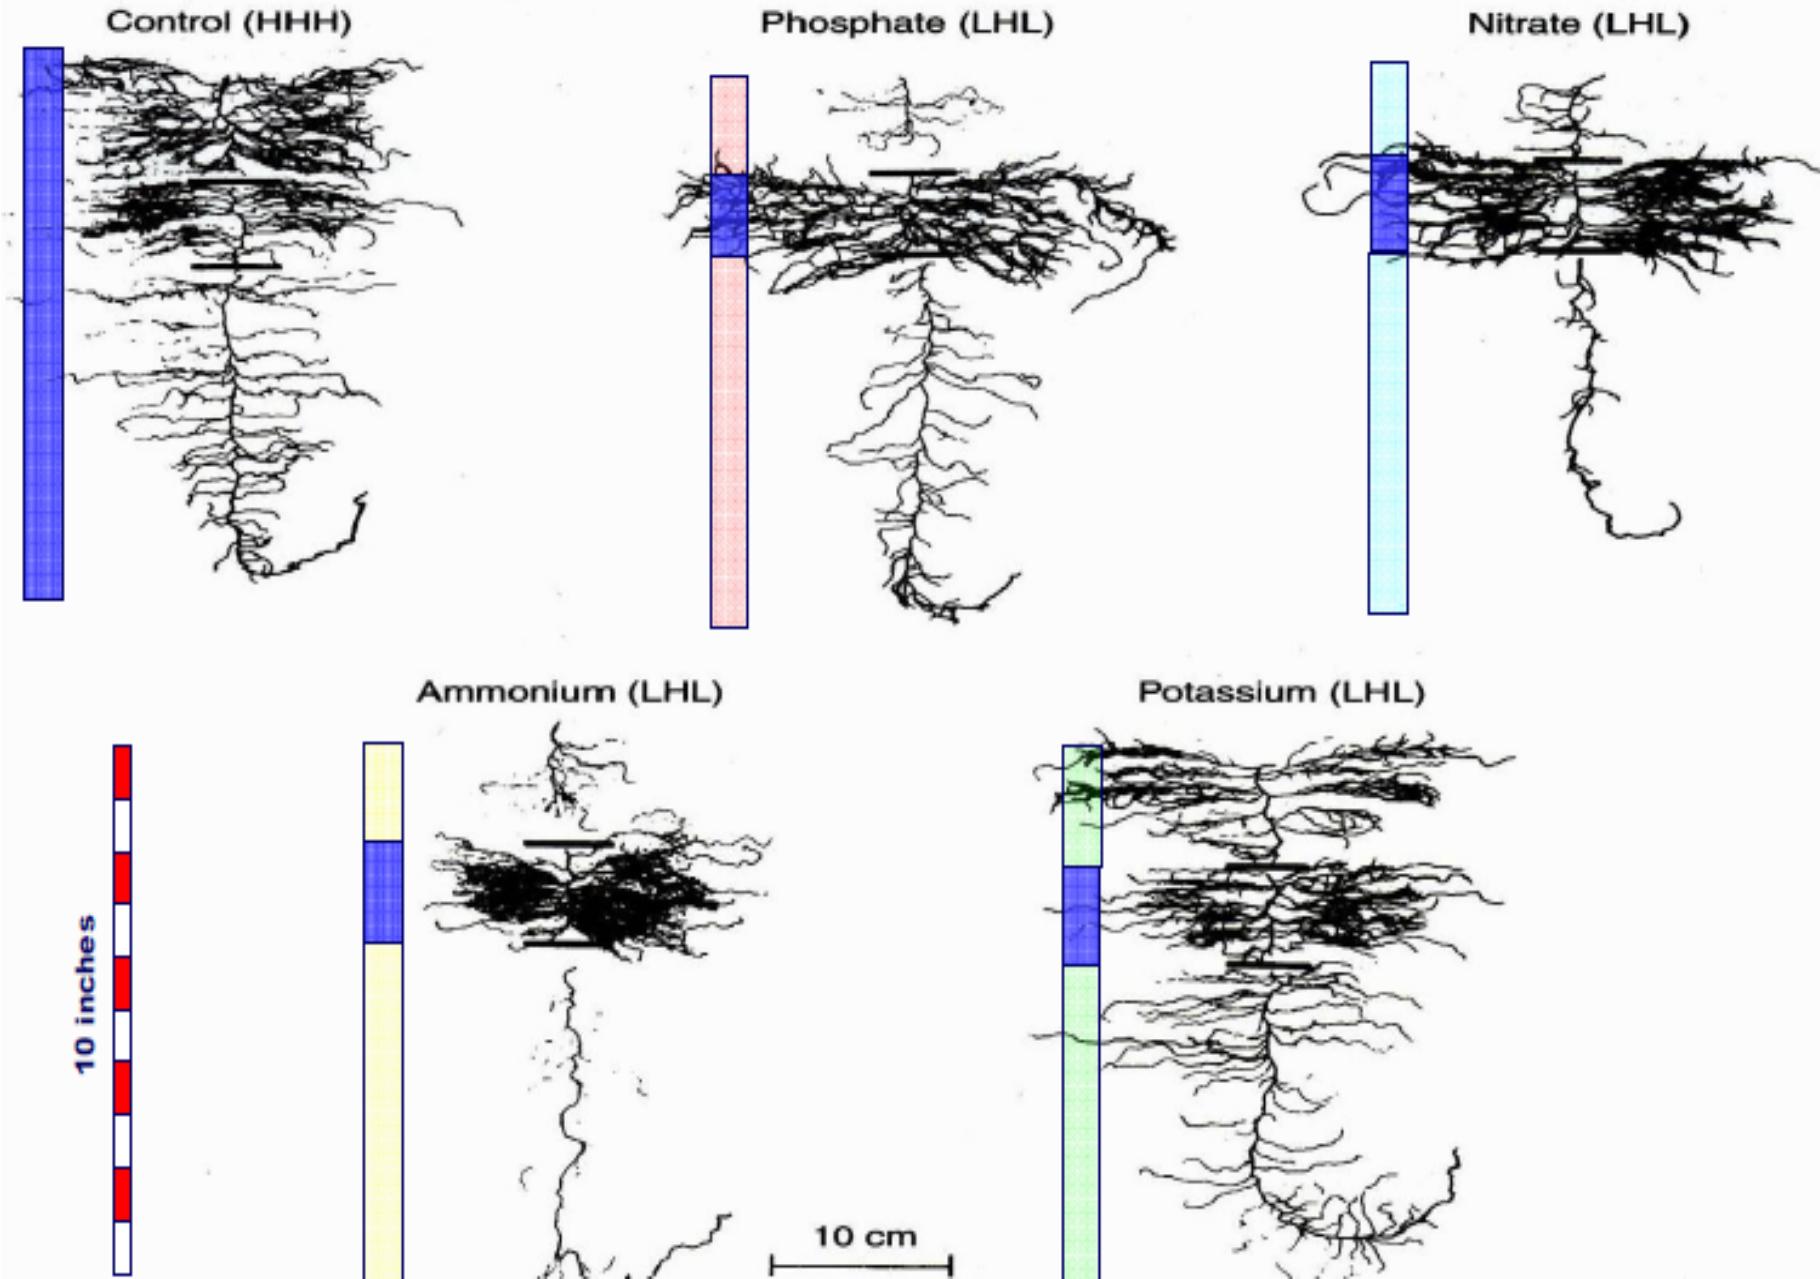 Control (HHH)
Phosphate (LHL)
Nitrate (LHL)
Ammonium (LHL)
Potassium (LHL)
10 inches
10 cm